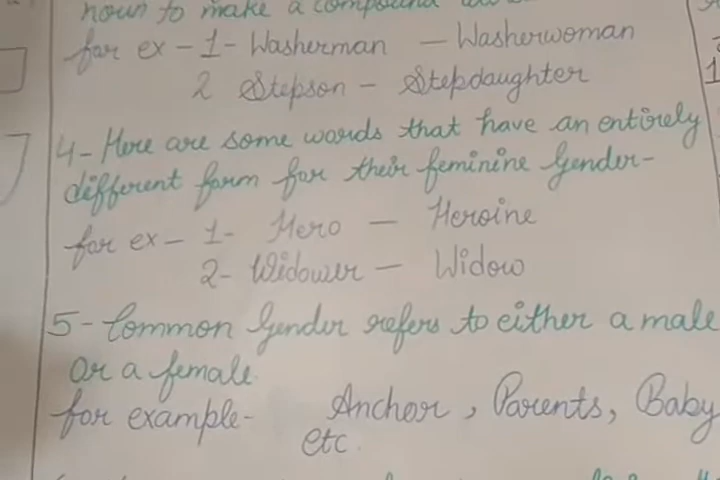 noun to make a compound
for ex - 1- Washerman - Washerwoman
2 Stepson - Stepdaughter
4- Here are some words that have an entirely
different form for their feminine Gender-
for ex - 1- Hero - Heroine
2- Widower - Widow
5- Common Gender refers to either a male
or a female.
for example- Anchor, Parents, Baby
etc.